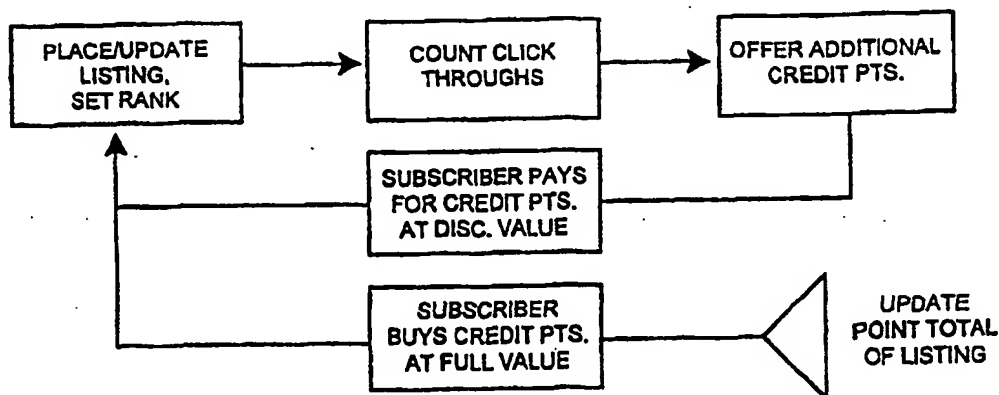 PLACE/UPDATE
LISTING,
SET RANK
COUNT CLICK
THROUGHS
OFFER ADDITIONAL
CREDIT PTS.
SUBSCRIBER PAYS
FOR CREDIT PTS.
AT DISC. VALUE
SUBSCRIBER
BUYS CREDIT PTS.
AT FULL VALUE
UPDATE
POINT TOTAL
OF LISTING